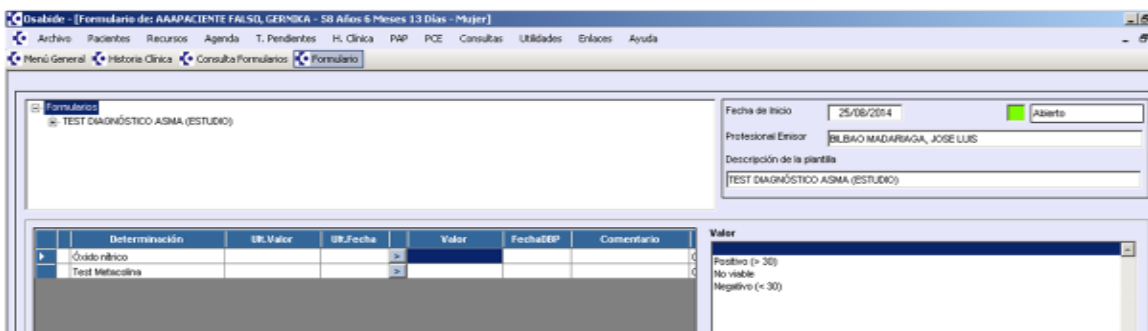 Osabide - [Formulario de: AAAPACIENTE FALSO, GERNIKA - 58 Años 6 Meses 13 Días - Mujer]
Archivo Pacientes Recursos Agenda T. Pendientes H. Clínica PAP PCE Consultas Utilidades Enlaces Ayuda
Menú General Historia Clínica Consulta Formularios Formulario
Formularios
TEST DIAGNÓSTICO ASMA (ESTUDIO)
Fecha de Inicio 25/08/2014 Abierto
Profesional Emisor BILBAO MADARIAGA, JOSE LUIS
Descripción de la plantilla
TEST DIAGNÓSTICO ASMA (ESTUDIO)
Determinación Ult.Valor Ult.Fecha Valor FechaDBP Comentario
Óxido nítrico >
Test Metacolina >
Valor
Positivo (> 30)
No viable
Negativo (< 30)